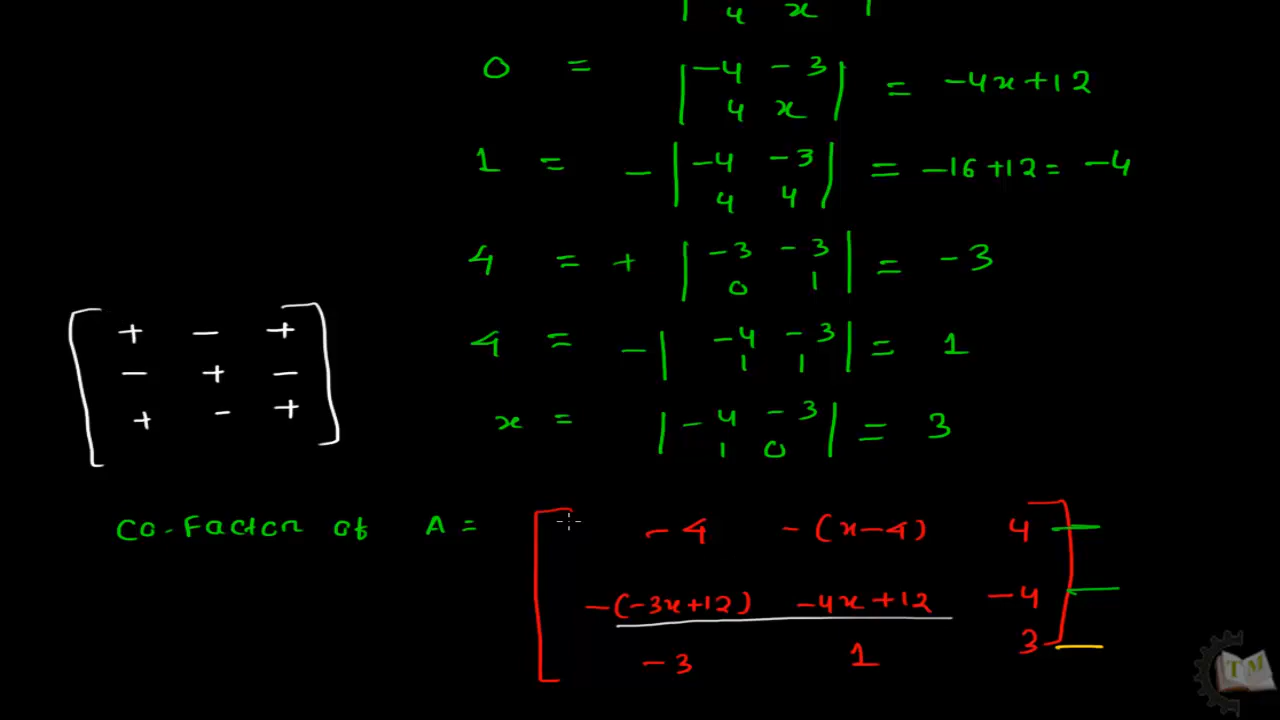 4 x
0 = |-4 -3|
|4 x| = -4x+12
1 = -|-4 -3|
|4 4| = -16+12= -4
4 = + |-3 -3|
|0 1| = -3
4 = -|-4 -3|
|1 1| = 1
x = |-4 -3|
|1 0| = 3
+ - +
- + -
+ - +
Co-Factor of A = [ -4 -(x-4) 4 ]
-(-3x+12) -4x+12 -4
-3 1 3
TM